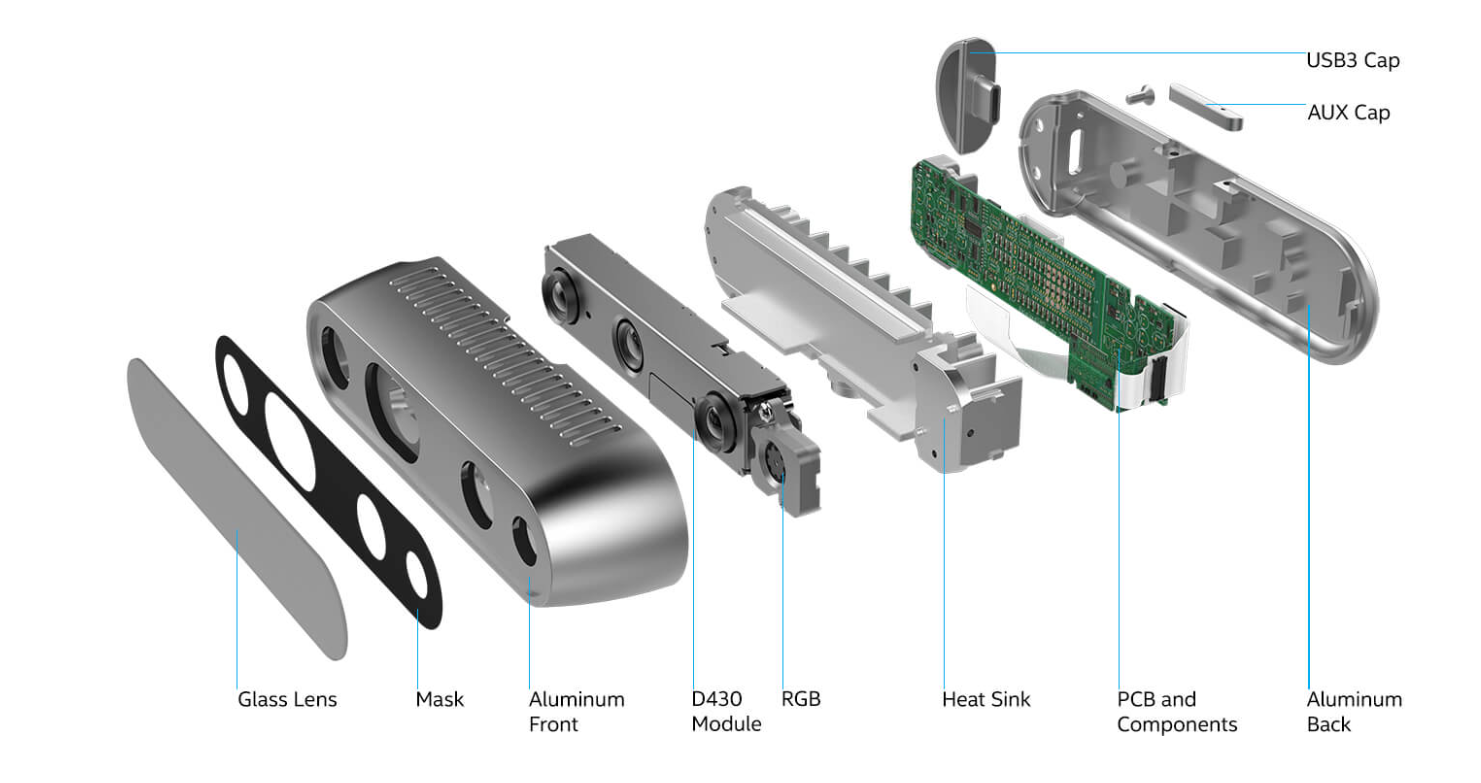 USB3 Cap
AUX Cap
Glass Lens
Mask
Aluminum
Front
D430
Module
RGB
Heat Sink
PCB and
Components
Aluminum
Back